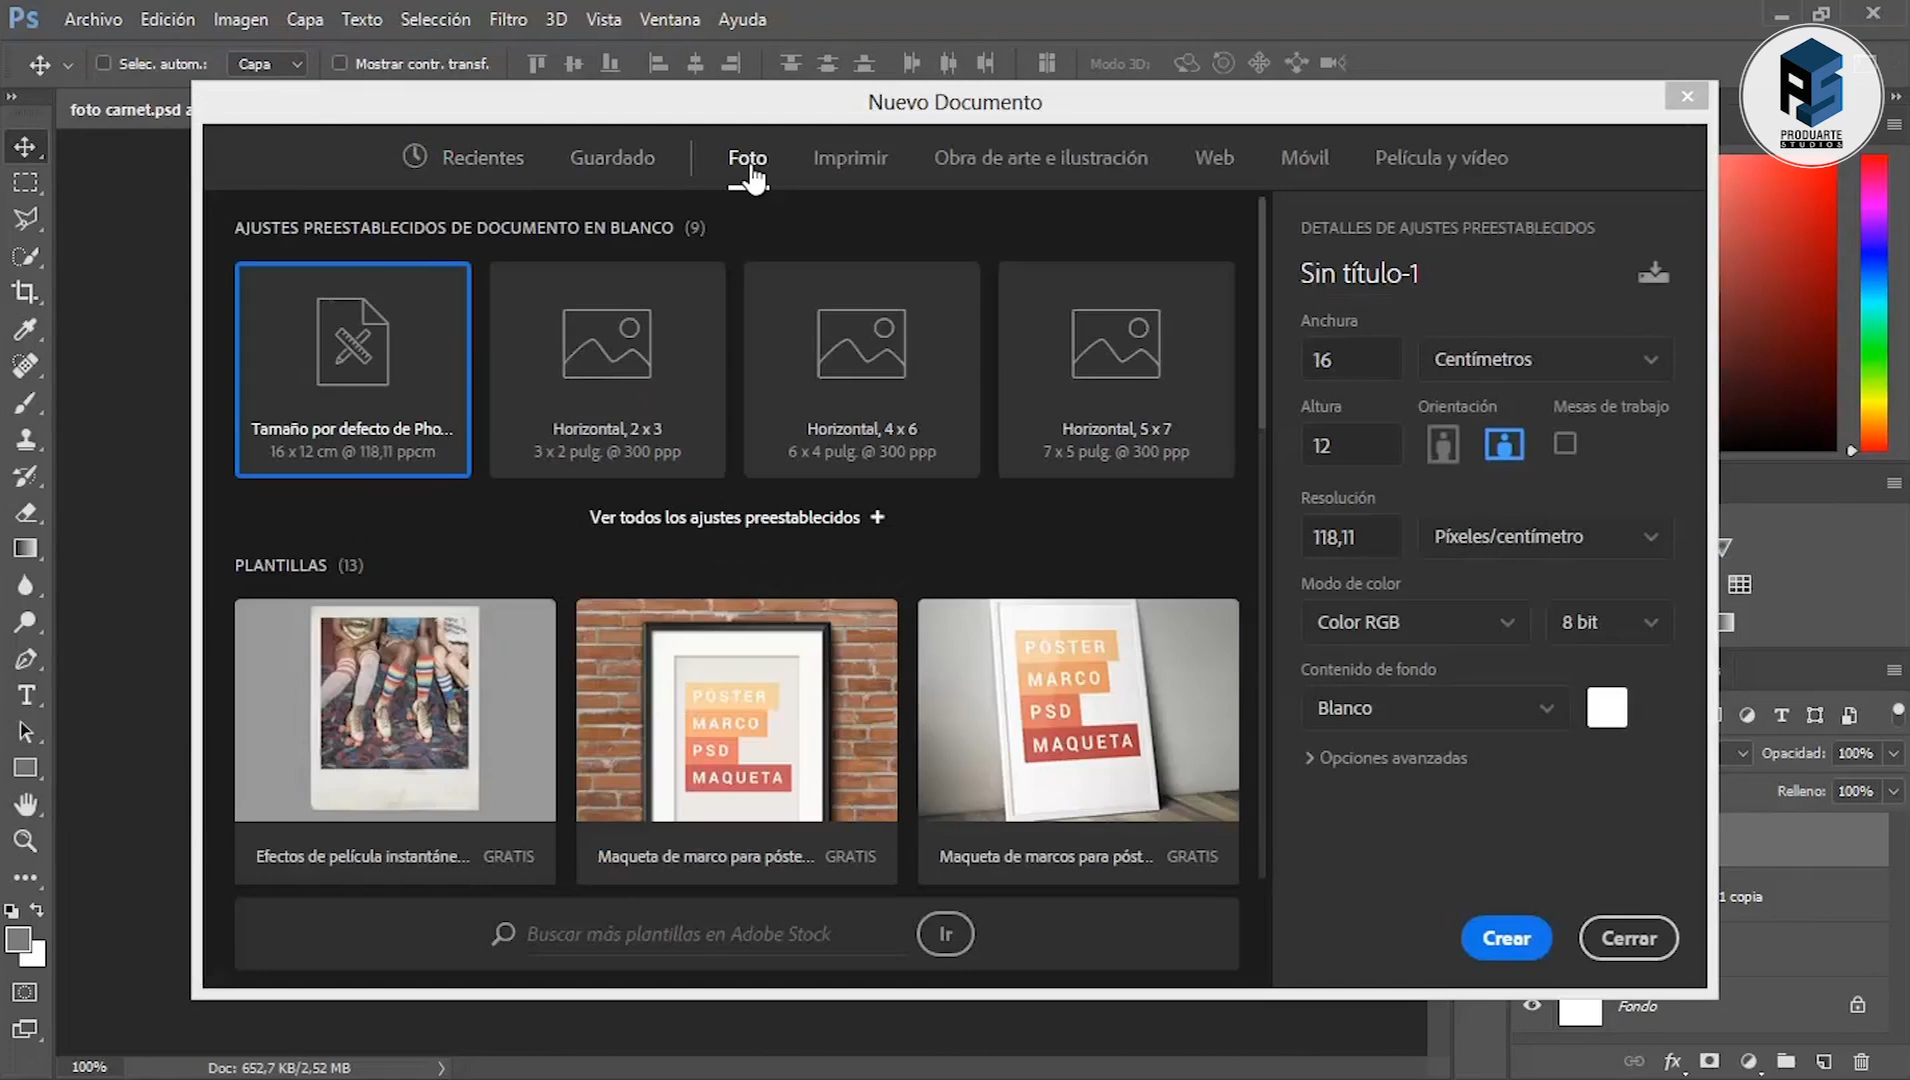 Ps Archivo Edición Imagen Capa Texto Selección Filtro 3D Vista Ventana Ayuda
Selec. autom.: Capa Mostrar contr. transf. Modo 3D:
PRODUARTE
STUDIOS
foto carnet.psd a
Nuevo Documento
Recientes Guardado Foto Imprimir Obra de arte e ilustración Web Móvil Película y vídeo
AJUSTES PREESTABLECIDOS DE DOCUMENTO EN BLANCO (9)
Tamaño por defecto de Pho...
16 x 12 cm @ 118,11 ppcm
Horizontal, 2 x 3
3 x 2 pulg. @ 300 ppp
Horizontal, 4 x 6
6 x 4 pulg. @ 300 ppp
Horizontal, 5 x 7
7 x 5 pulg. @ 300 ppp
Ver todos los ajustes preestablecidos +
PLANTILLAS (13)
PÓSTER
MARCO
PSD
MAQUETA
PÓSTER
MARCO
PSD
MAQUETA
Efectos de película instantáne... GRATIS
Maqueta de marco para póste... GRATIS
Maqueta de marcos para póst... GRATIS
Buscar más plantillas en Adobe Stock Ir
DETALLES DE AJUSTES PREESTABLECIDOS
Sin título-1
Anchura
16 Centímetros
Altura Orientación Mesas de trabajo
12
Resolución
118,11 Píxeles/centímetro
Modo de color
Color RGB 8 bit
Contenido de fondo
Blanco
Opciones avanzadas
Crear Cerrar
Opacidad: 100%
Relleno: 100%
1 copia
Fondo
fx
100% Doc: 652,7 KB/2,52 MB